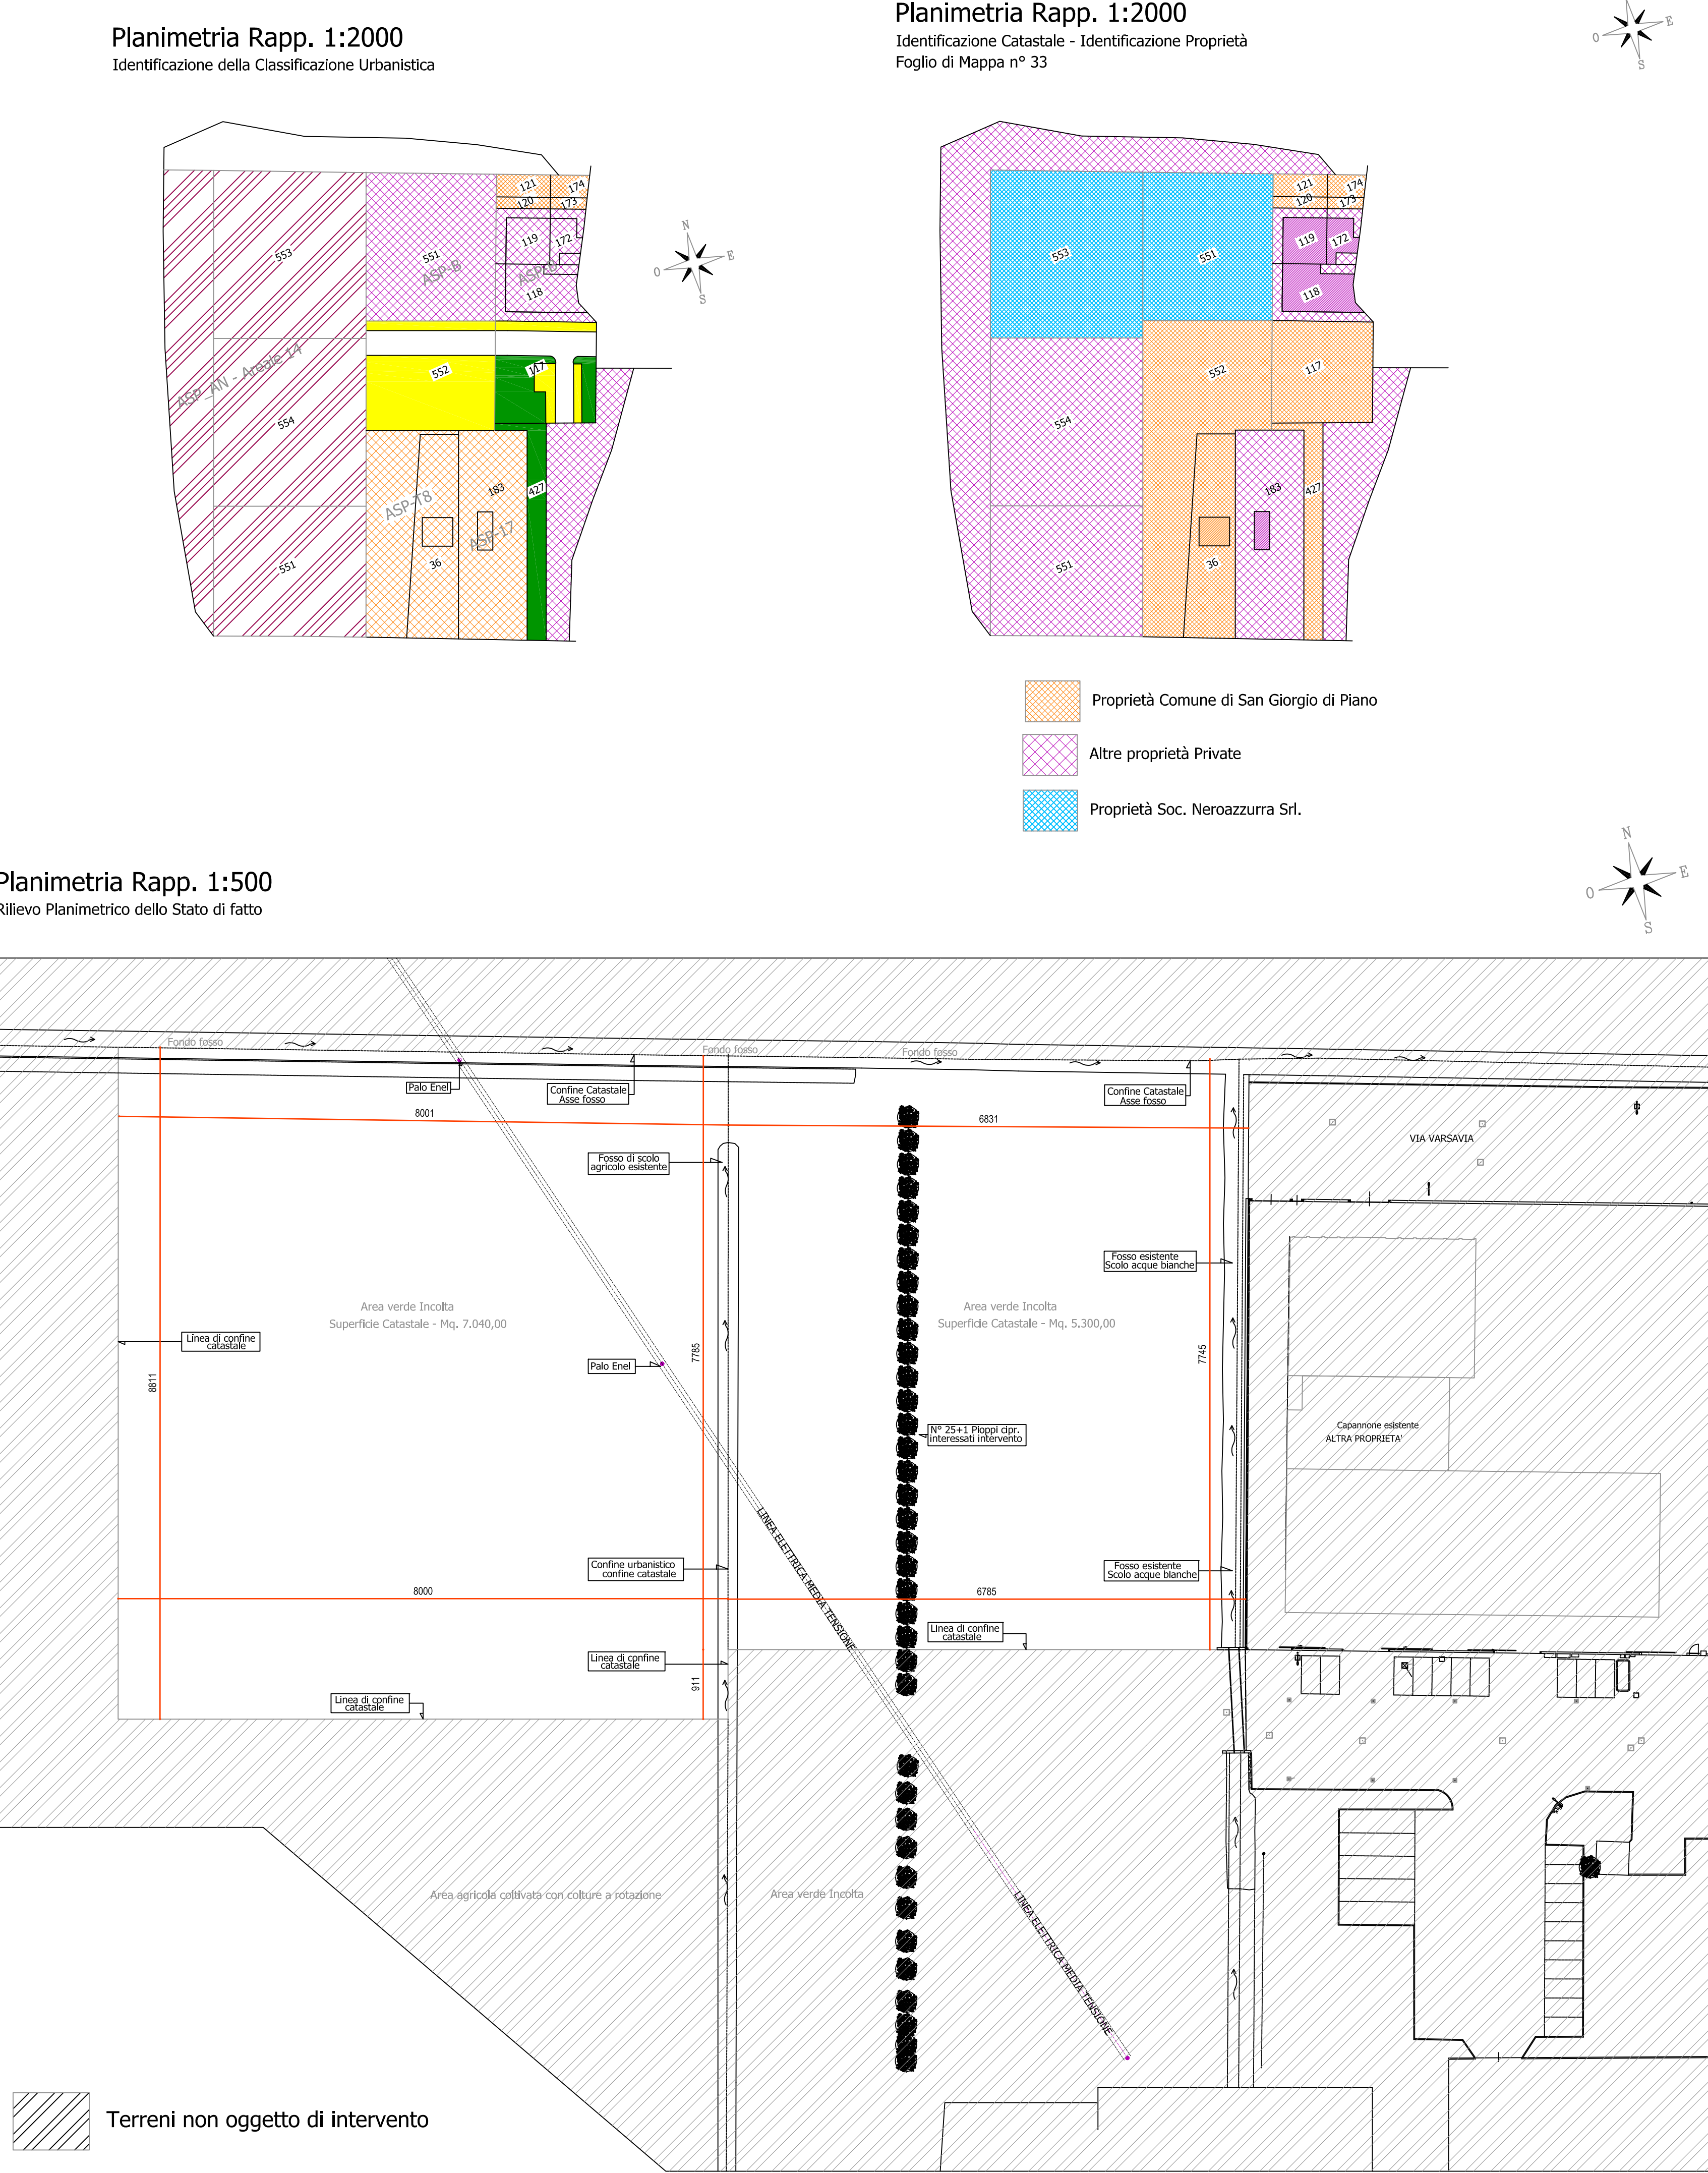 Planimetria Rapp. 1:2000
Identificazione della Classificazione Urbanistica
Planimetria Rapp. 1:2000
Identificazione Catastale - Identificazione Proprietà
Foglio di Mappa n° 33
E
O
S
121
174
120
173
553
551
ASP-B
119
172
ASP-B
118
ASP_AN - Areale 14
552
117
554
ASP-T8
183
427
ASP-17
551
36
N
E
O
S
121
174
120
173
553
551
119
172
118
552
117
554
183
427
551
36
Proprietà Comune di San Giorgio di Piano
Altre proprietà Private
Proprietà Soc. Neroazzurra Srl.
Planimetria Rapp. 1:500
Rilievo Planimetrico dello Stato di fatto
N
E
O
S
Fondo fosso
Fondo fosso
Fondo fosso
Palo Enel
Confine Catastale
Asse fosso
Confine Catastale
Asse fosso
8001
6831
VIA VARSAVIA
Fosso di scolo
agricolo esistente
Fosso esistente
Scolo acque bianche
Area verde Incolta
Superficie Catastale - Mq. 7.040,00
Area verde Incolta
Superficie Catastale - Mq. 5.300,00
Linea di confine
catastale
Palo Enel
7785
7745
8811
N° 25+1 Pioppi cipr.
interessati intervento
Capannone esistente
ALTRA PROPRIETA'
LINEA ELETTRICA MEDIA TENSIONE
Confine urbanistico
confine catastale
Fosso esistente
Scolo acque bianche
8000
6785
Linea di confine
catastale
Linea di confine
catastale
911
Linea di confine
catastale
Area agricola coltivata con colture a rotazione
Area verde Incolta
LINEA ELETTRICA MEDIA TENSIONE
Terreni non oggetto di intervento